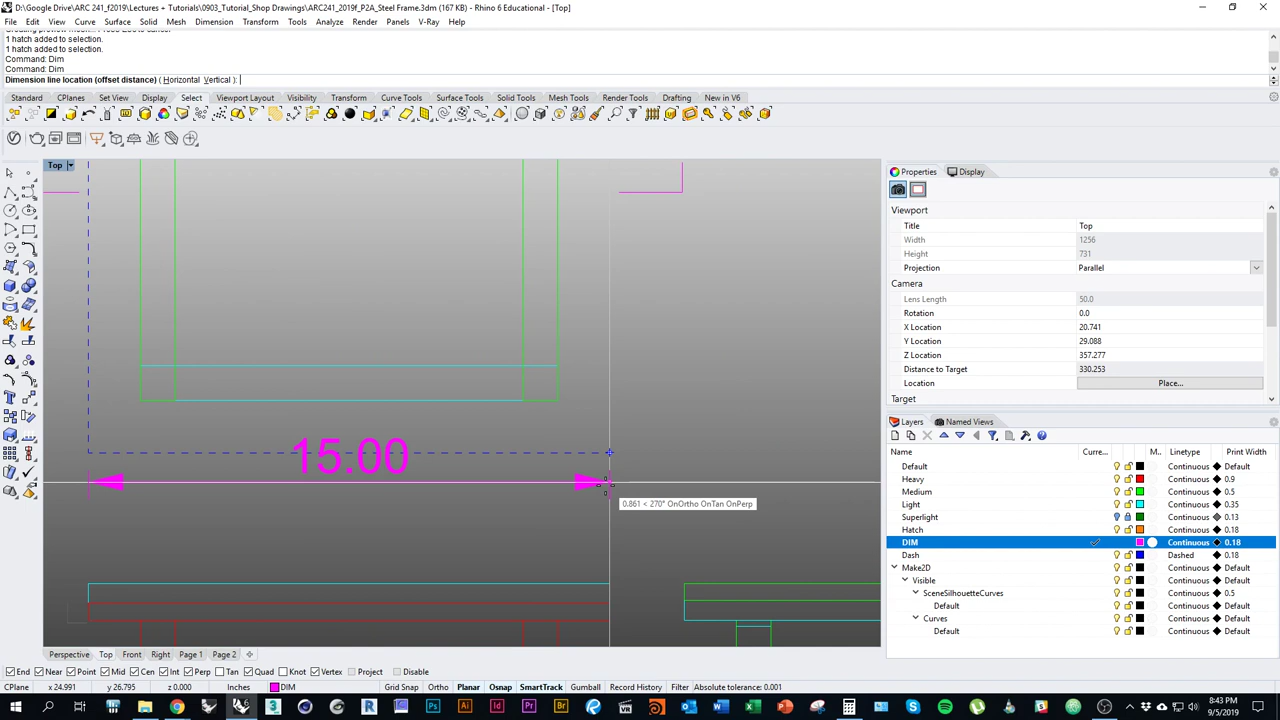 D:\Google Drive\ARC 241_f2019\Lectures + Tutorials\0903_Tutorial_Shop Drawings\ARC241_2019f_P2A_Steel Frame.3dm (167 KB) - Rhino 6 Educational - [Top]
File Edit View Curve Surface Solid Mesh Dimension Transform Tools Analyze Render Panels V-Ray Help
1 hatch added to selection.
1 hatch added to selection.
Command: Dim
Command: Dim
Dimension line location (offset distance) ( Horizontal Vertical ):
Standard CPlanes Set View Display Select Viewport Layout Visibility Transform Curve Tools Surface Tools Solid Tools Mesh Tools Render Tools Drafting New in V6
Top
15.00
0.861 < 270° OnOrtho OnTan OnPerp
Properties Display
Viewport
Title Top
Width 1256
Height 731
Projection Parallel
Camera
Lens Length 50.0
Rotation 0.0
X Location 20.741
Y Location 29.088
Z Location 357.277
Distance to Target 330.253
Location Place...
Target
Layers Named Views
Name Curre... M... Linetype Print Width
Default Continuous Default
Heavy Continuous 0.9
Medium Continuous 0.5
Light Continuous 0.35
Superlight Continuous 0.13
Hatch Continuous 0.18
DIM Continuous 0.18
Dash Dashed 0.18
Make2D Continuous Default
Visible Continuous Default
SceneSilhouetteCurves Continuous 0.5
Default Continuous Default
Curves Continuous Default
Default Continuous Default
Perspective Top Front Right Page 1 Page 2
End Near Point Mid Cen Int Perp Tan Quad Knot Vertex Project Disable
CPlane x 24.991 y 26.795 z 0.000 Inches DIM Grid Snap Ortho Planar Osnap SmartTrack Gumball Record History Filter Absolute tolerance: 0.001
8:43 PM
9/5/2019